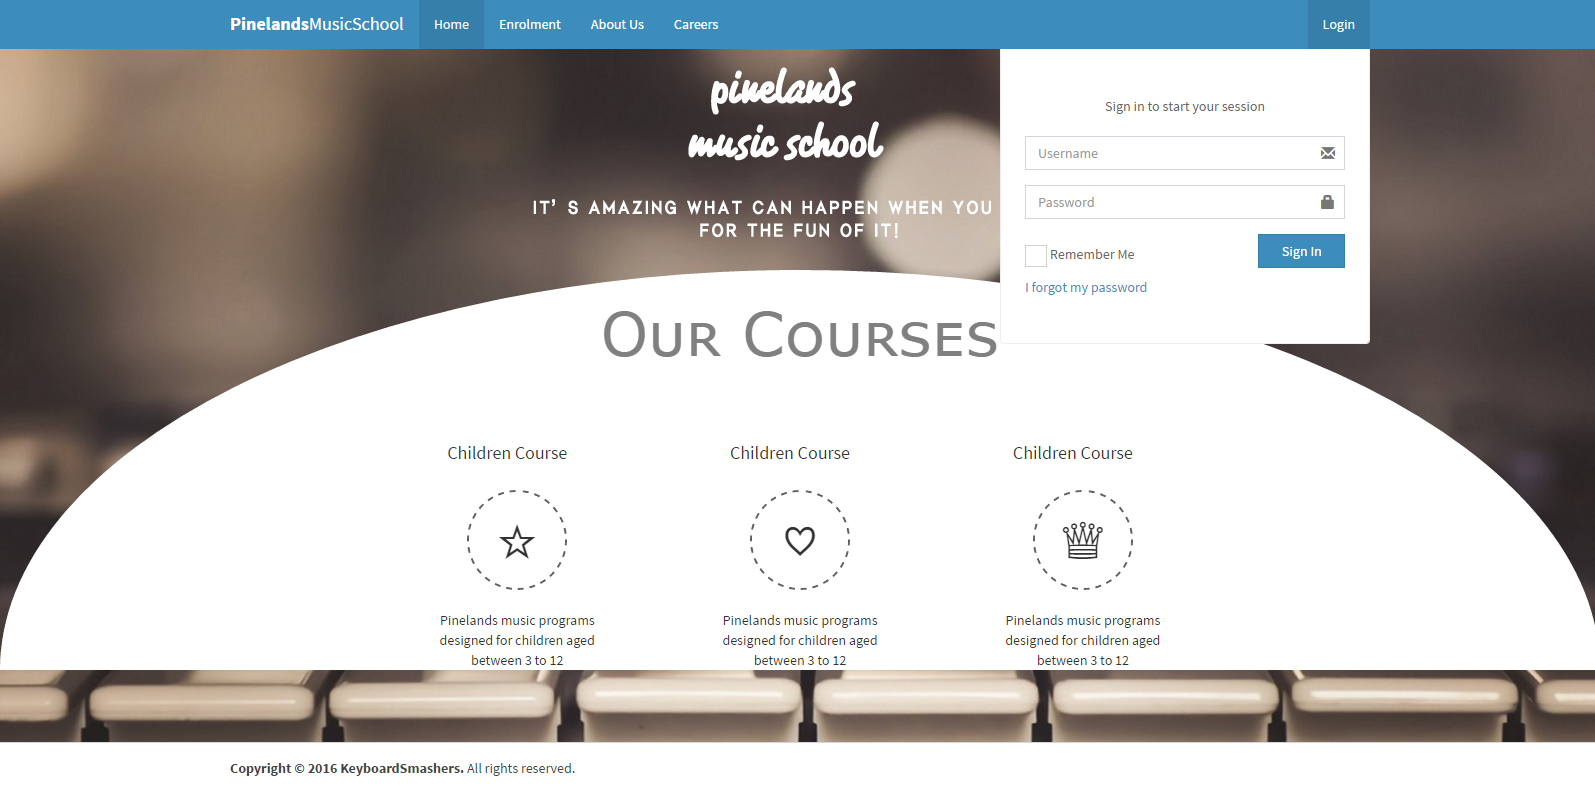 PinelandsMusicSchool Home Enrolment About Us Careers Login
pinelands
music school
IT'S AMAZING WHAT CAN HAPPEN WHEN YOU
FOR THE FUN OF IT!
Sign in to start your session
Username
Password
Remember Me
Sign In
I forgot my password
Our Courses
Children Course
Pinelands music programs
designed for children aged
between 3 to 12
Children Course
Pinelands music programs
designed for children aged
between 3 to 12
Children Course
Pinelands music programs
designed for children aged
between 3 to 12
Copyright © 2016 KeyboardSmashers. All rights reserved.